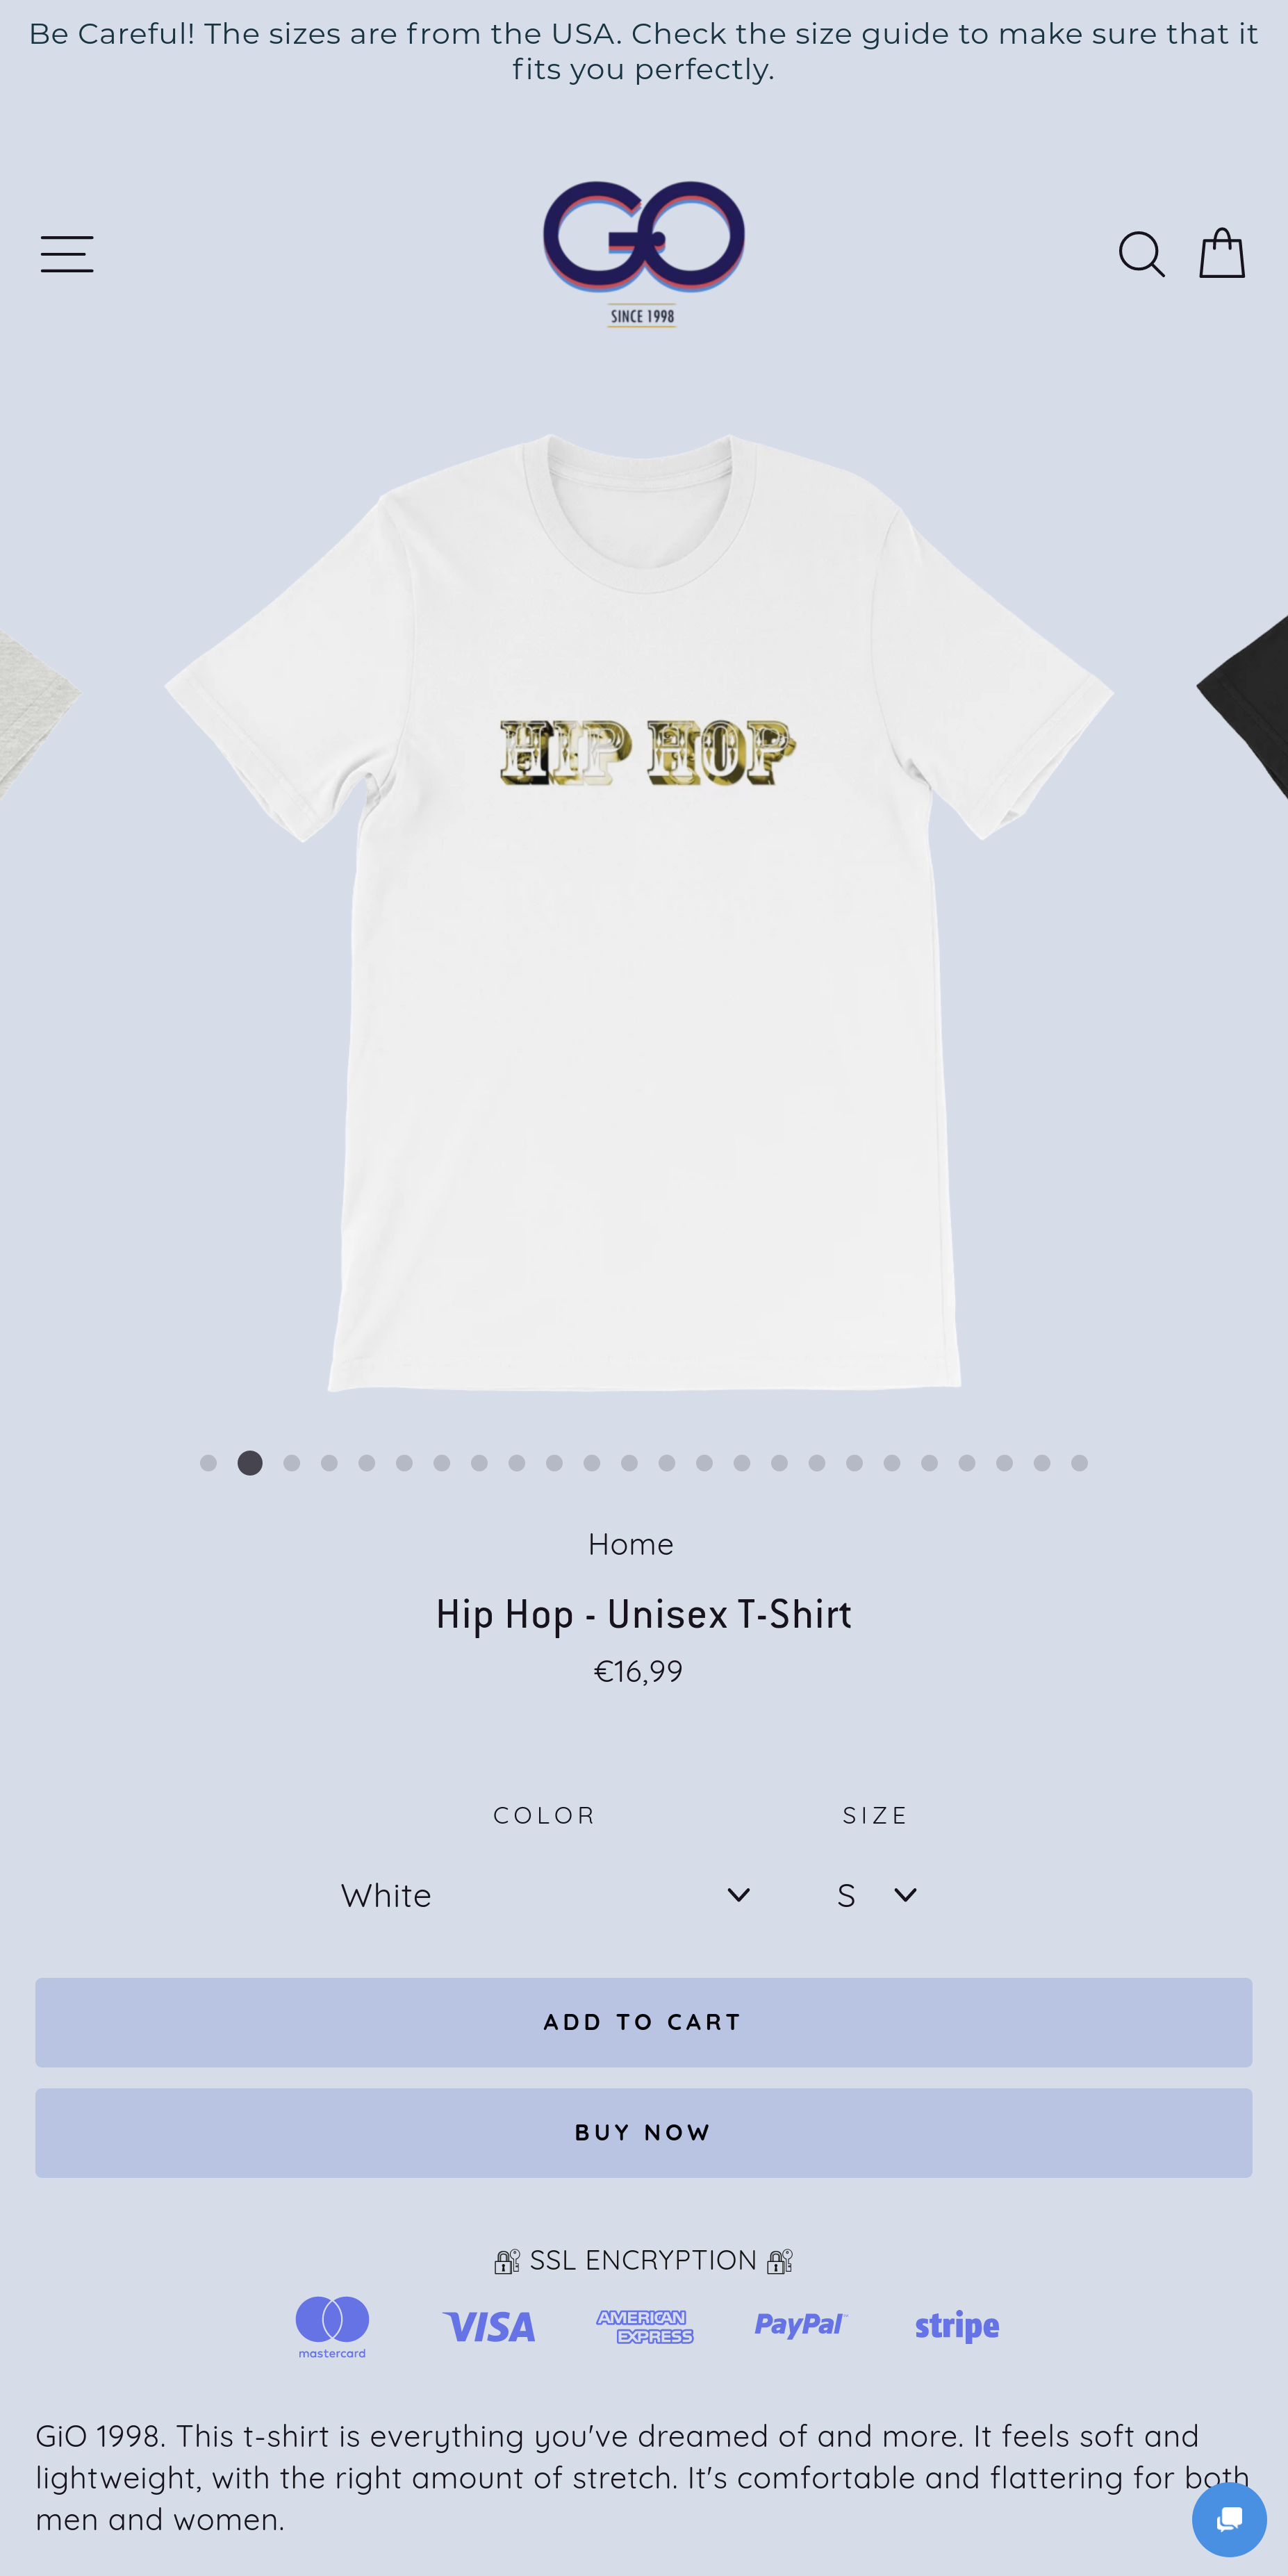 Be Careful! The sizes are from the USA. Check the size guide to make sure that it
fits you perfectly.
GO
SINCE 1998
HIP HOP
Home
Hip Hop - Unisex T-Shirt
€16,99
COLOR
SIZE
White
S
ADD TO CART
BUY NOW
🔐 SSL ENCRYPTION 🔐
mastercard
VISA
AMERICAN
EXPRESS
PayPal™
stripe
GiO 1998. This t-shirt is everything you've dreamed of and more. It feels soft and
lightweight, with the right amount of stretch. It's comfortable and flattering for both
men and women.